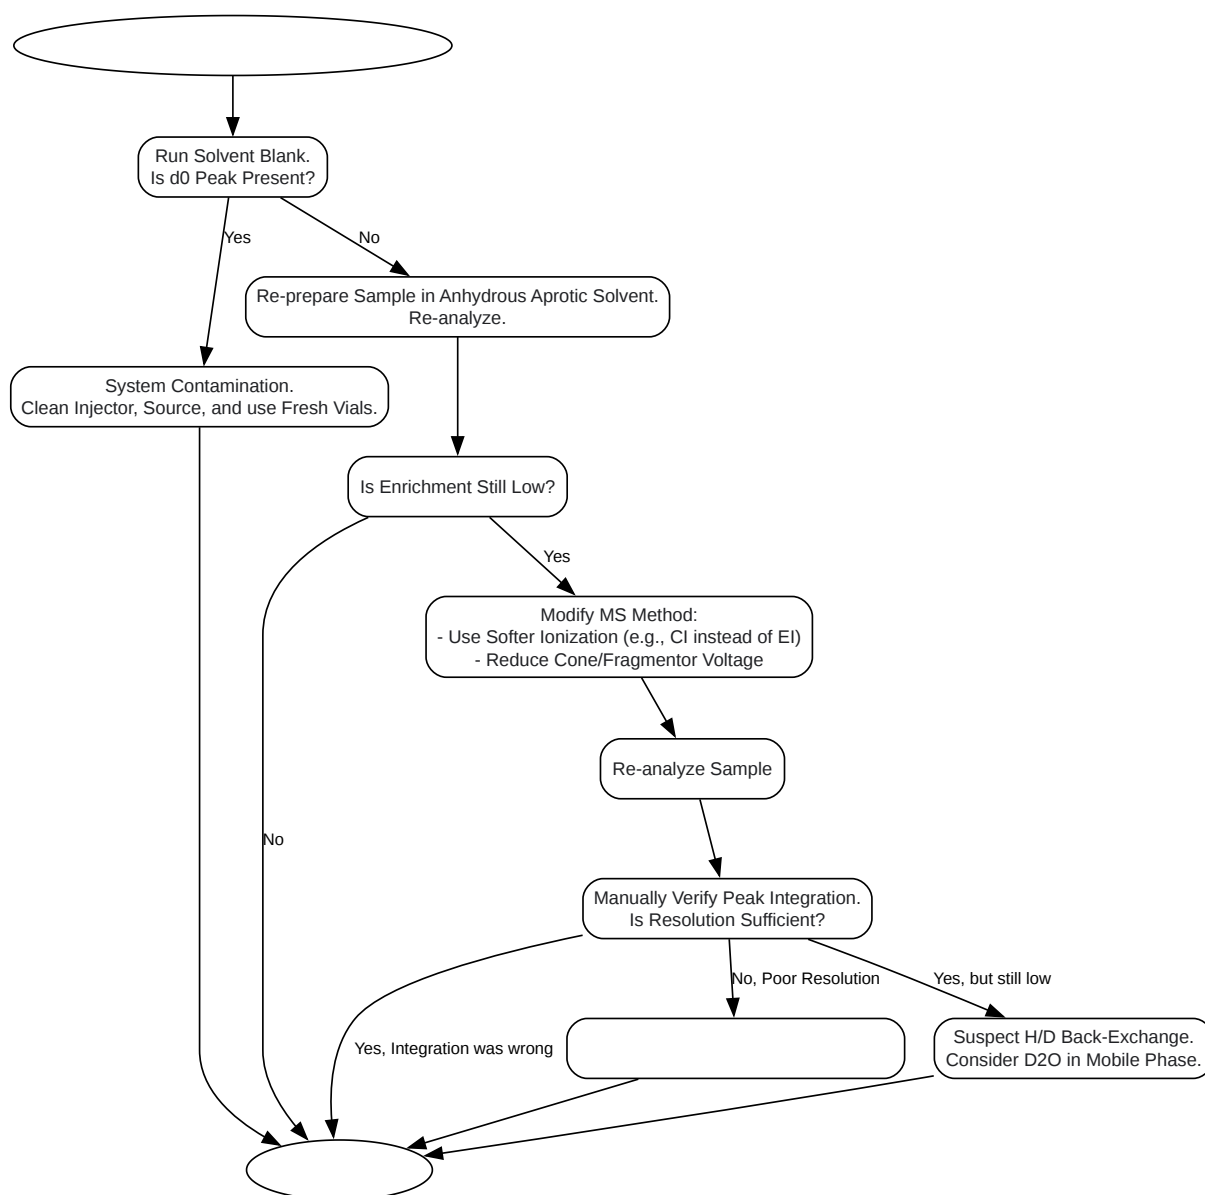 Run Solvent Blank.
Is d0 Peak Present?
Yes
No
Re-prepare Sample in Anhydrous Aprotic Solvent.
Re-analyze.
System Contamination.
Clean Injector, Source, and use Fresh Vials.
Is Enrichment Still Low?
Yes
Modify MS Method:
- Use Softer Ionization (e.g., CI instead of EI)
- Reduce Cone/Fragmentor Voltage
Re-analyze Sample
No
Manually Verify Peak Integration.
Is Resolution Sufficient?
No, Poor Resolution
Yes, but still low
Yes, Integration was wrong
Suspect H/D Back-Exchange.
Consider D2O in Mobile Phase.